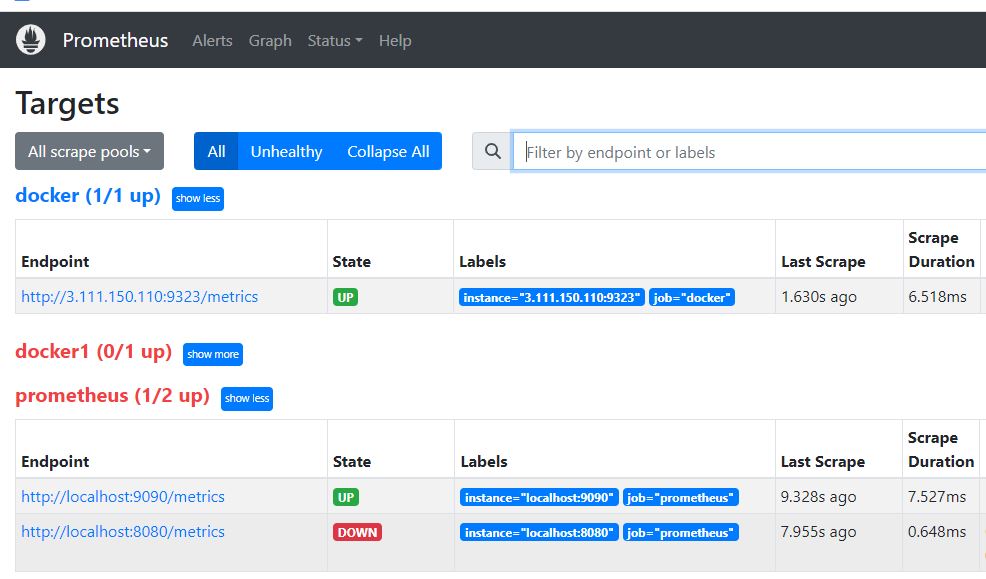 Prometheus Alerts Graph Status Help
Targets
All scrape pools All Unhealthy Collapse All Filter by endpoint or labels
docker (1/1 up) show less
Endpoint State Labels Last Scrape Scrape Duration
http://3.111.150.110:9323/metrics UP instance="3.111.150.110:9323" job="docker" 1.630s ago 6.518ms
docker1 (0/1 up) show more
prometheus (1/2 up) show less
Endpoint State Labels Last Scrape Scrape Duration
http://localhost:9090/metrics UP instance="localhost:9090" job="prometheus" 9.328s ago 7.527ms
http://localhost:8080/metrics DOWN instance="localhost:8080" job="prometheus" 7.955s ago 0.648ms